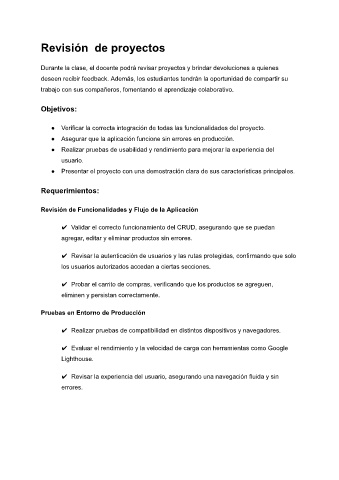 Revisión de proyectos
Durante la clase, el docente podrá revisar proyectos y brindar devoluciones a quienes
deseen recibir feedback. Además, los estudiantes tendrán la oportunidad de compartir su
trabajo con sus compañeros, fomentando el aprendizaje colaborativo.
Objetivos:
● Verificar la correcta integración de todas las funcionalidades del proyecto.
● Asegurar que la aplicación funcione sin errores en producción.
● Realizar pruebas de usabilidad y rendimiento para mejorar la experiencia del
usuario.
● Presentar el proyecto con una demostración clara de sus características principales.
Requerimientos:
Revisión de Funcionalidades y Flujo de la Aplicación
✔ Validar el correcto funcionamiento del CRUD, asegurando que se puedan
agregar, editar y eliminar productos sin errores.
✔ Revisar la autenticación de usuarios y las rutas protegidas, confirmando que solo
los usuarios autorizados accedan a ciertas secciones.
✔ Probar el carrito de compras, verificando que los productos se agreguen,
eliminen y persistan correctamente.
Pruebas en Entorno de Producción
✔ Realizar pruebas de compatibilidad en distintos dispositivos y navegadores.
✔ Evaluar el rendimiento y la velocidad de carga con herramientas como Google
Lighthouse.
✔ Revisar la experiencia del usuario, asegurando una navegación fluida y sin
errores.